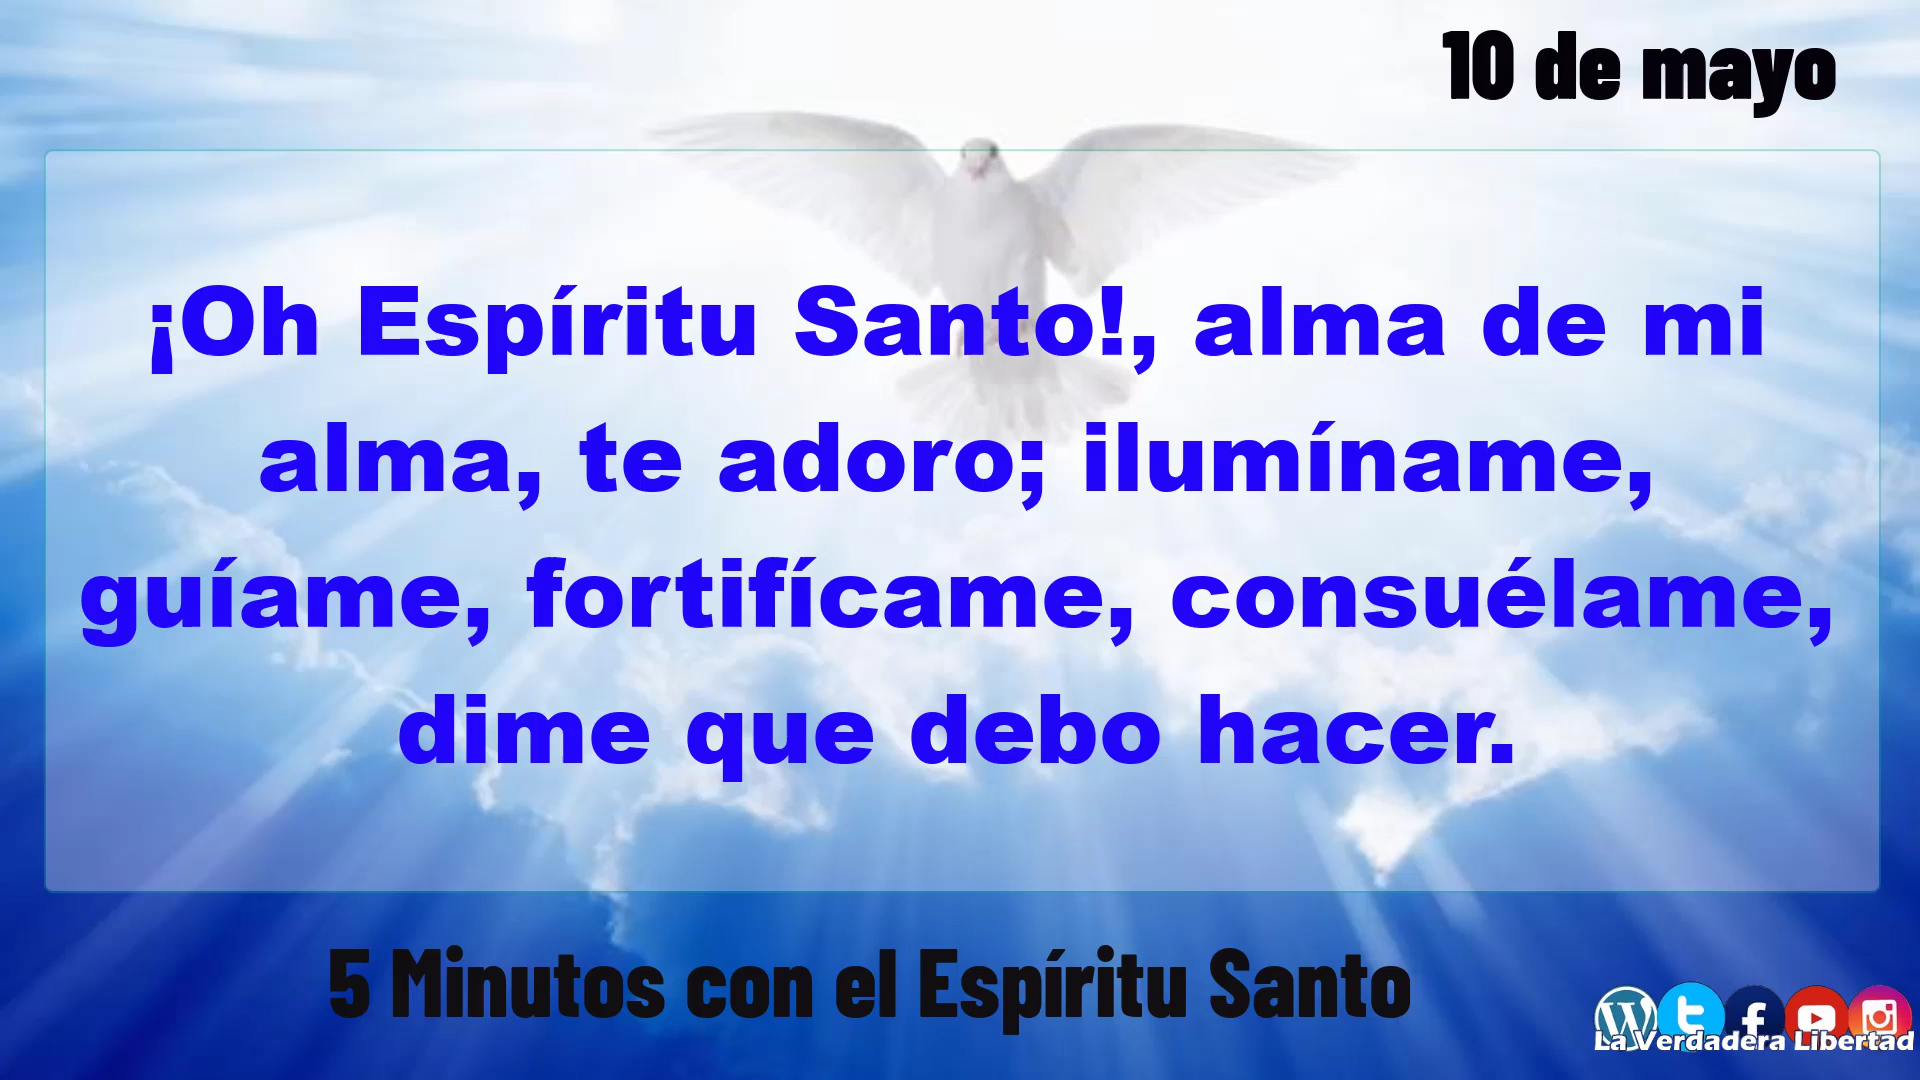 10 de mayo
¡Oh Espíritu Santo!, alma de mi
alma, te adoro; ilumíname,
guíame, fortifícame, consuélame,
dime que debo hacer.
5 Minutos con el Espíritu Santo
La Verdadera Libertad